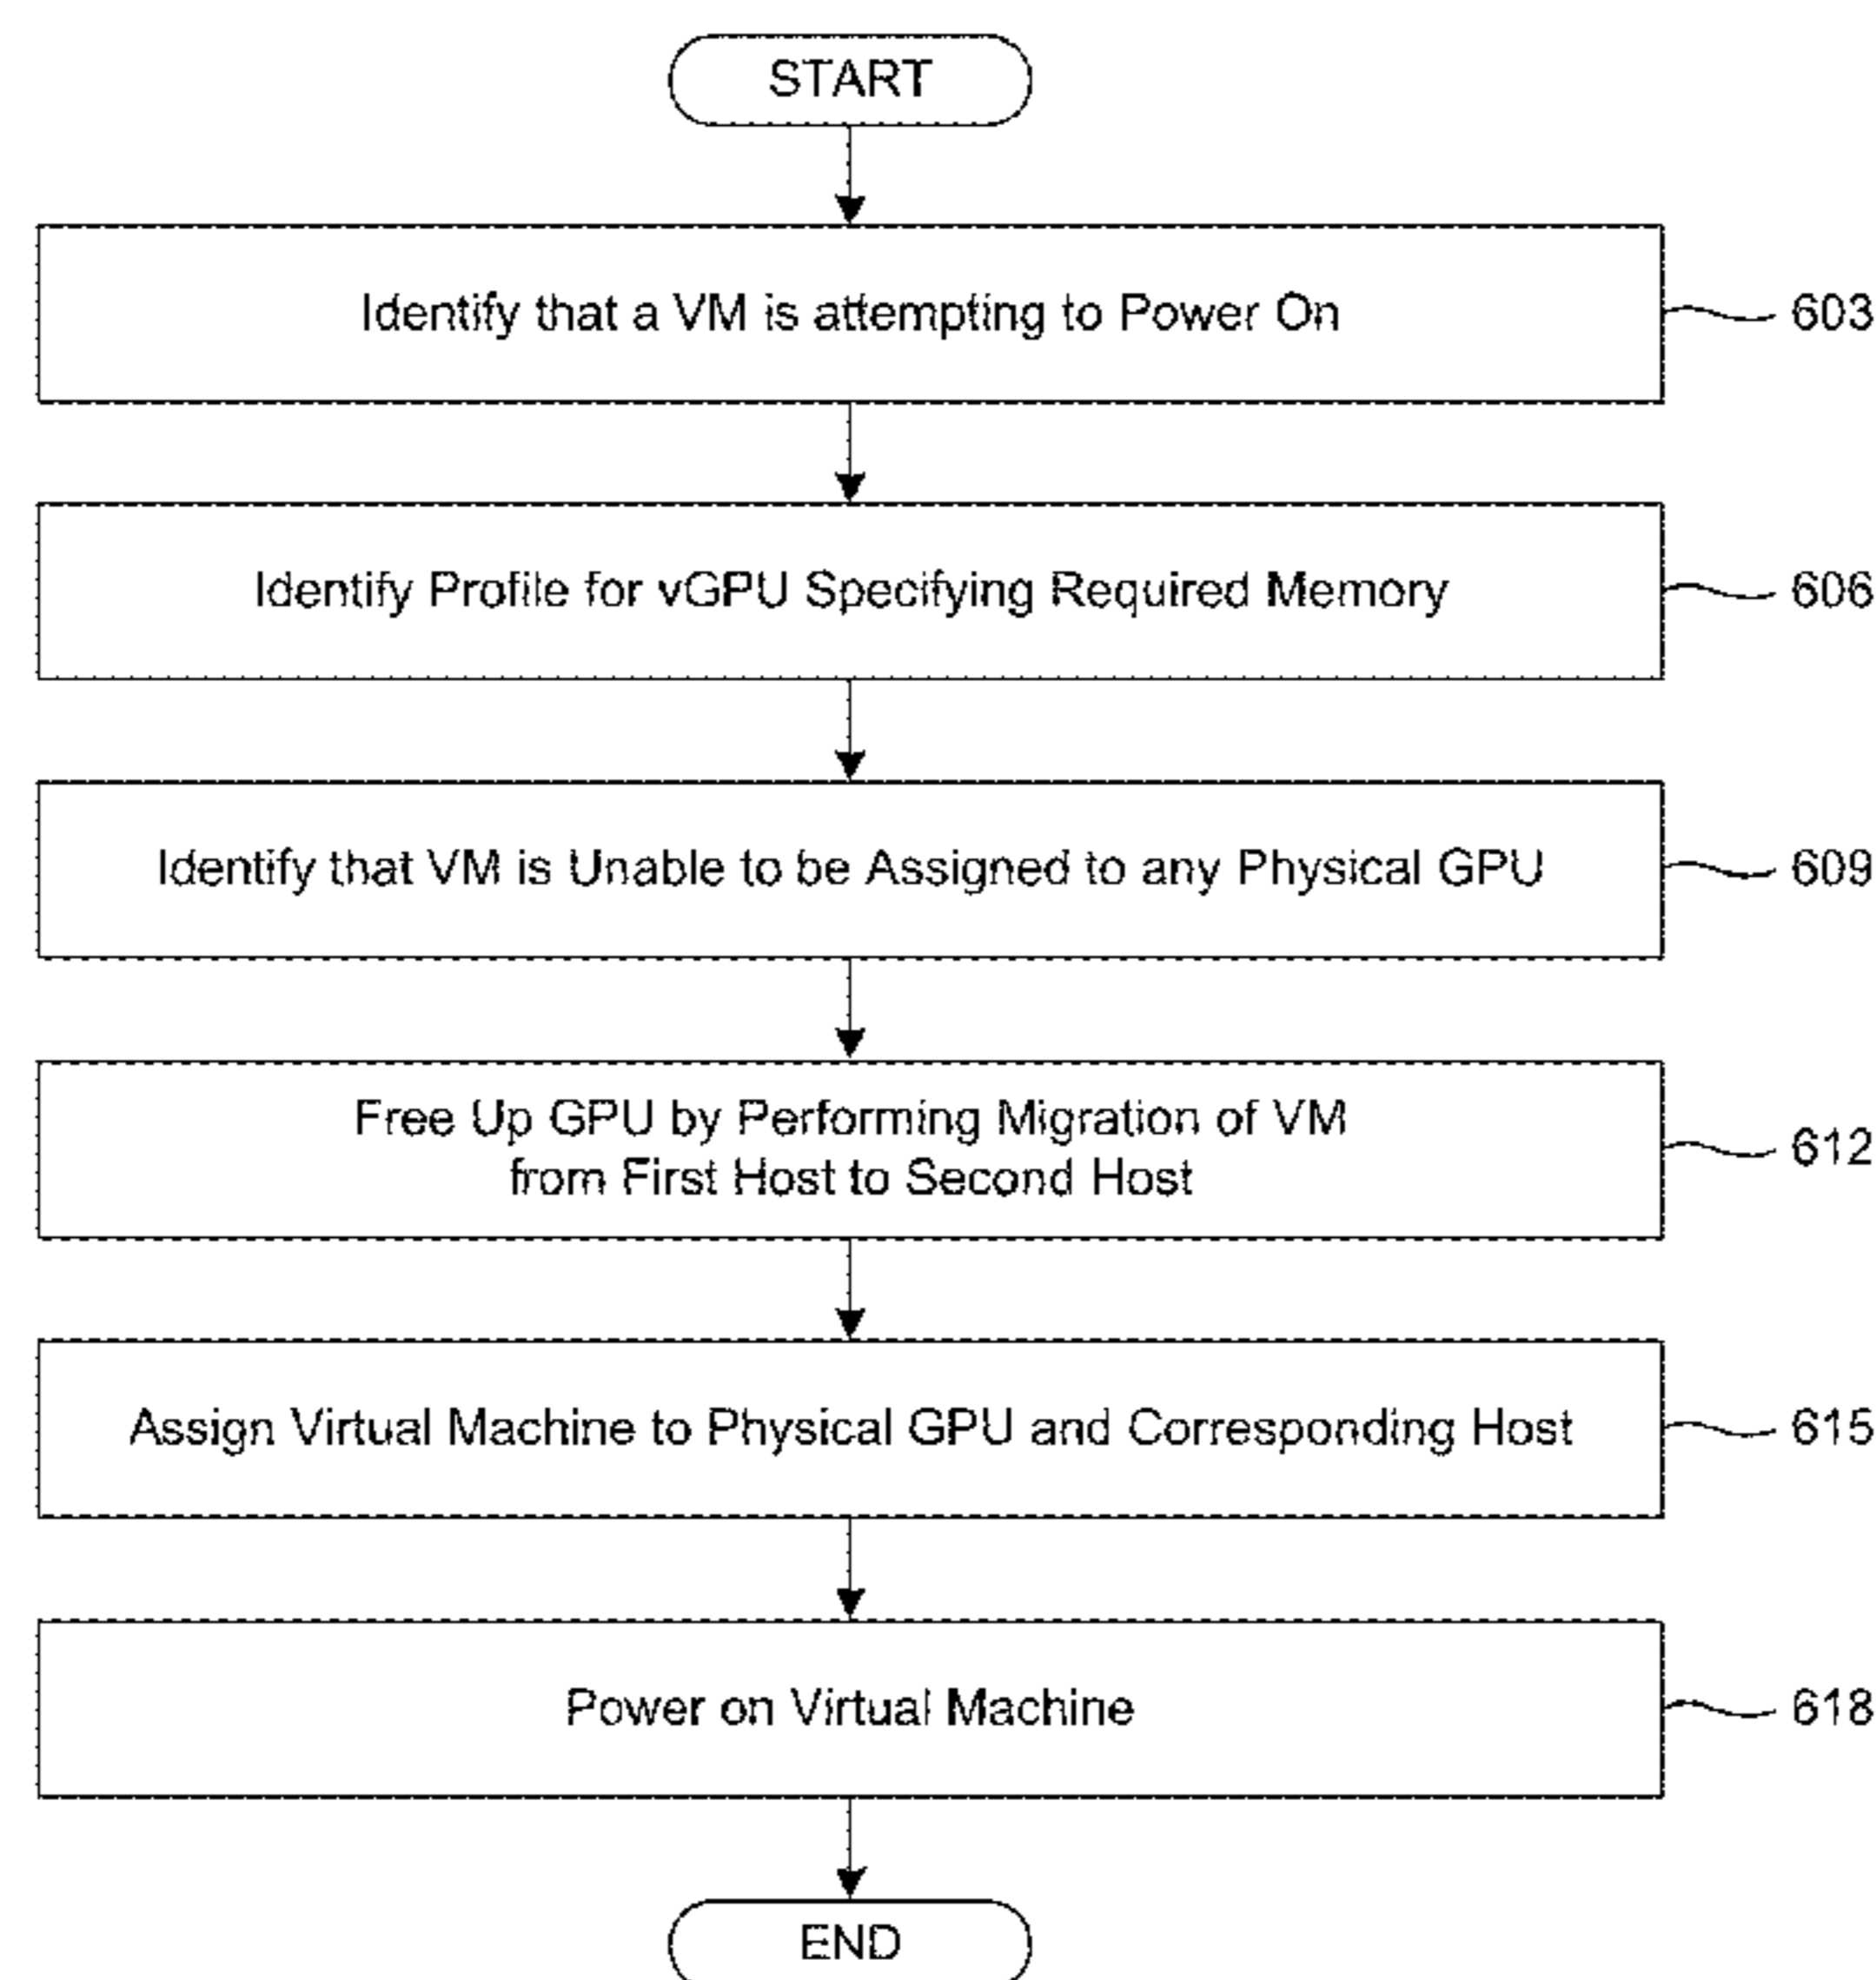 START
Identify that a VM is attempting to Power On
603
Identify Profile for vGPU Specifying Required Memory
606
Identify that VM is Unable to be Assigned to any Physical GPU
609
Free Up GPU by Performing Migration of VM
from First Host to Second Host
612
Assign Virtual Machine to Physical GPU and Corresponding Host
615
Power on Virtual Machine
618
END